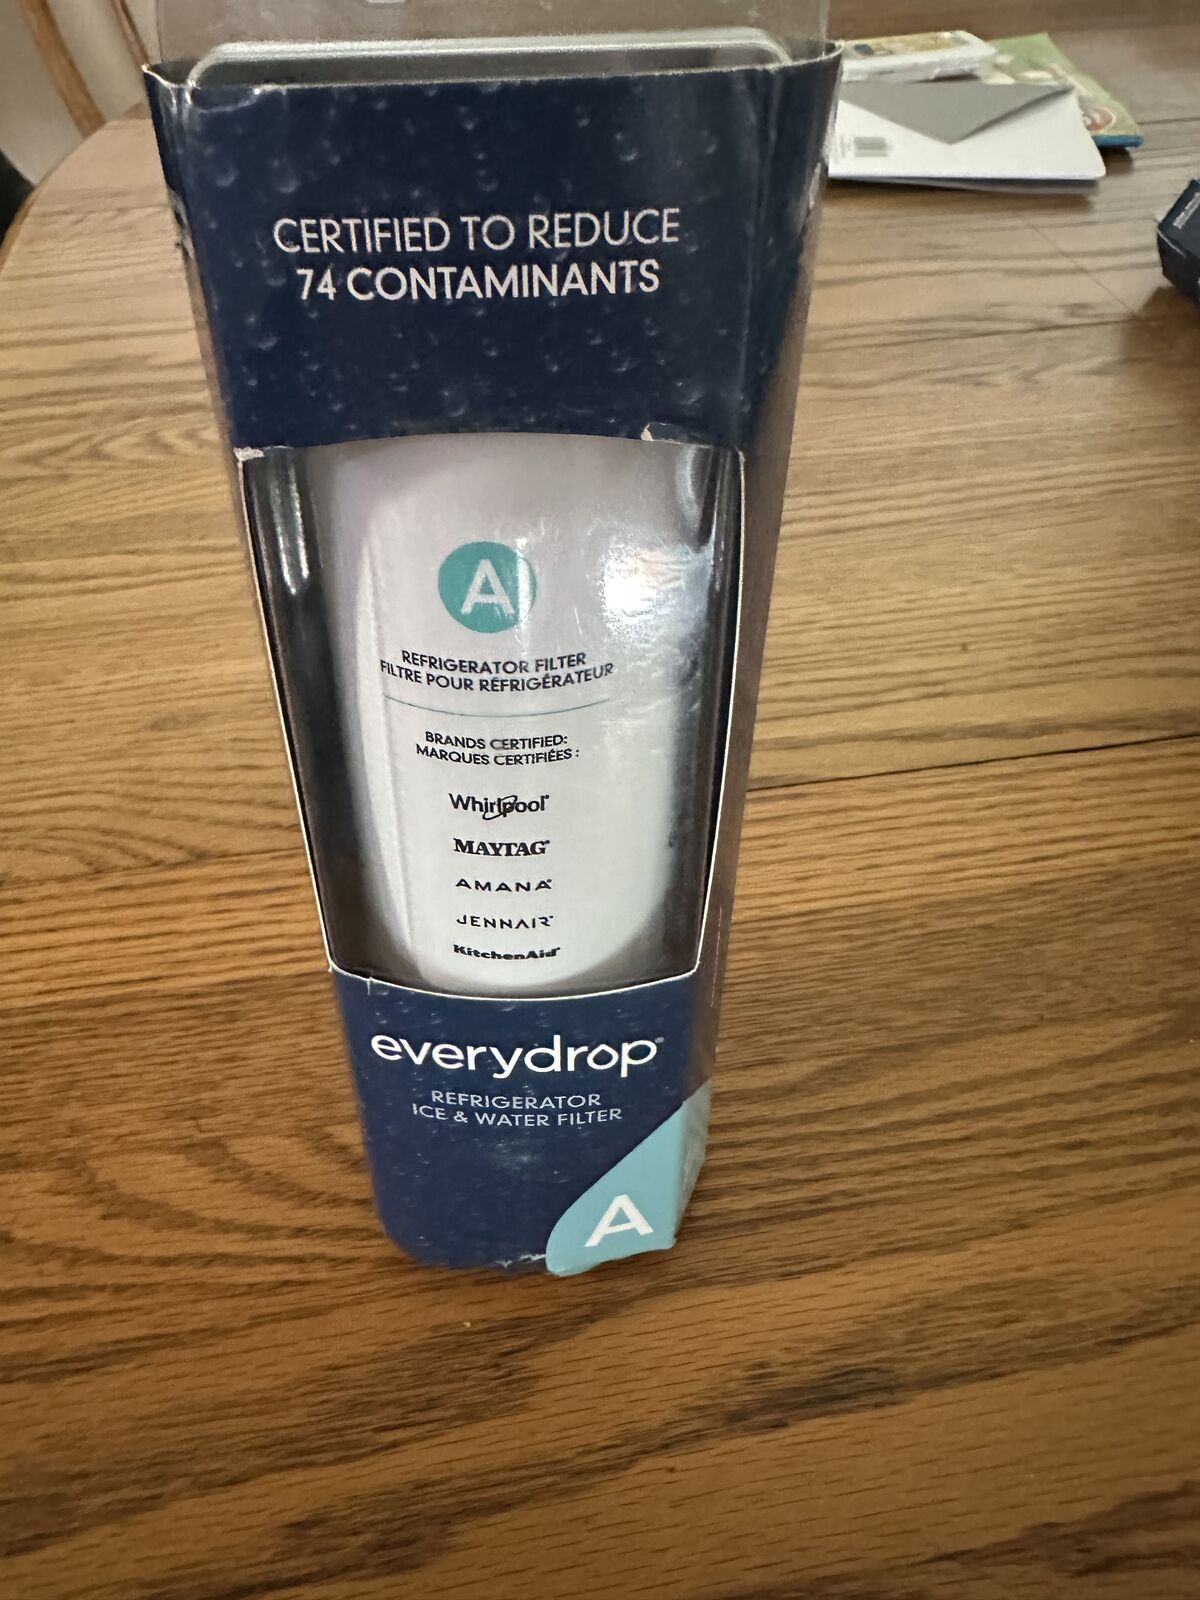 CERTIFIED TO REDUCE
74 CONTAMINANTS
A
REFRIGERATOR FILTER
FILTRE POUR RÉFRIGÉRATEUR
BRANDS CERTIFIED:
MARQUES CERTIFIÉES :
Whirlpool®
MAYTAG®
AMANA®
JENNAIR®
KitchenAid®
everydrop®
REFRIGERATOR
ICE & WATER FILTER
A